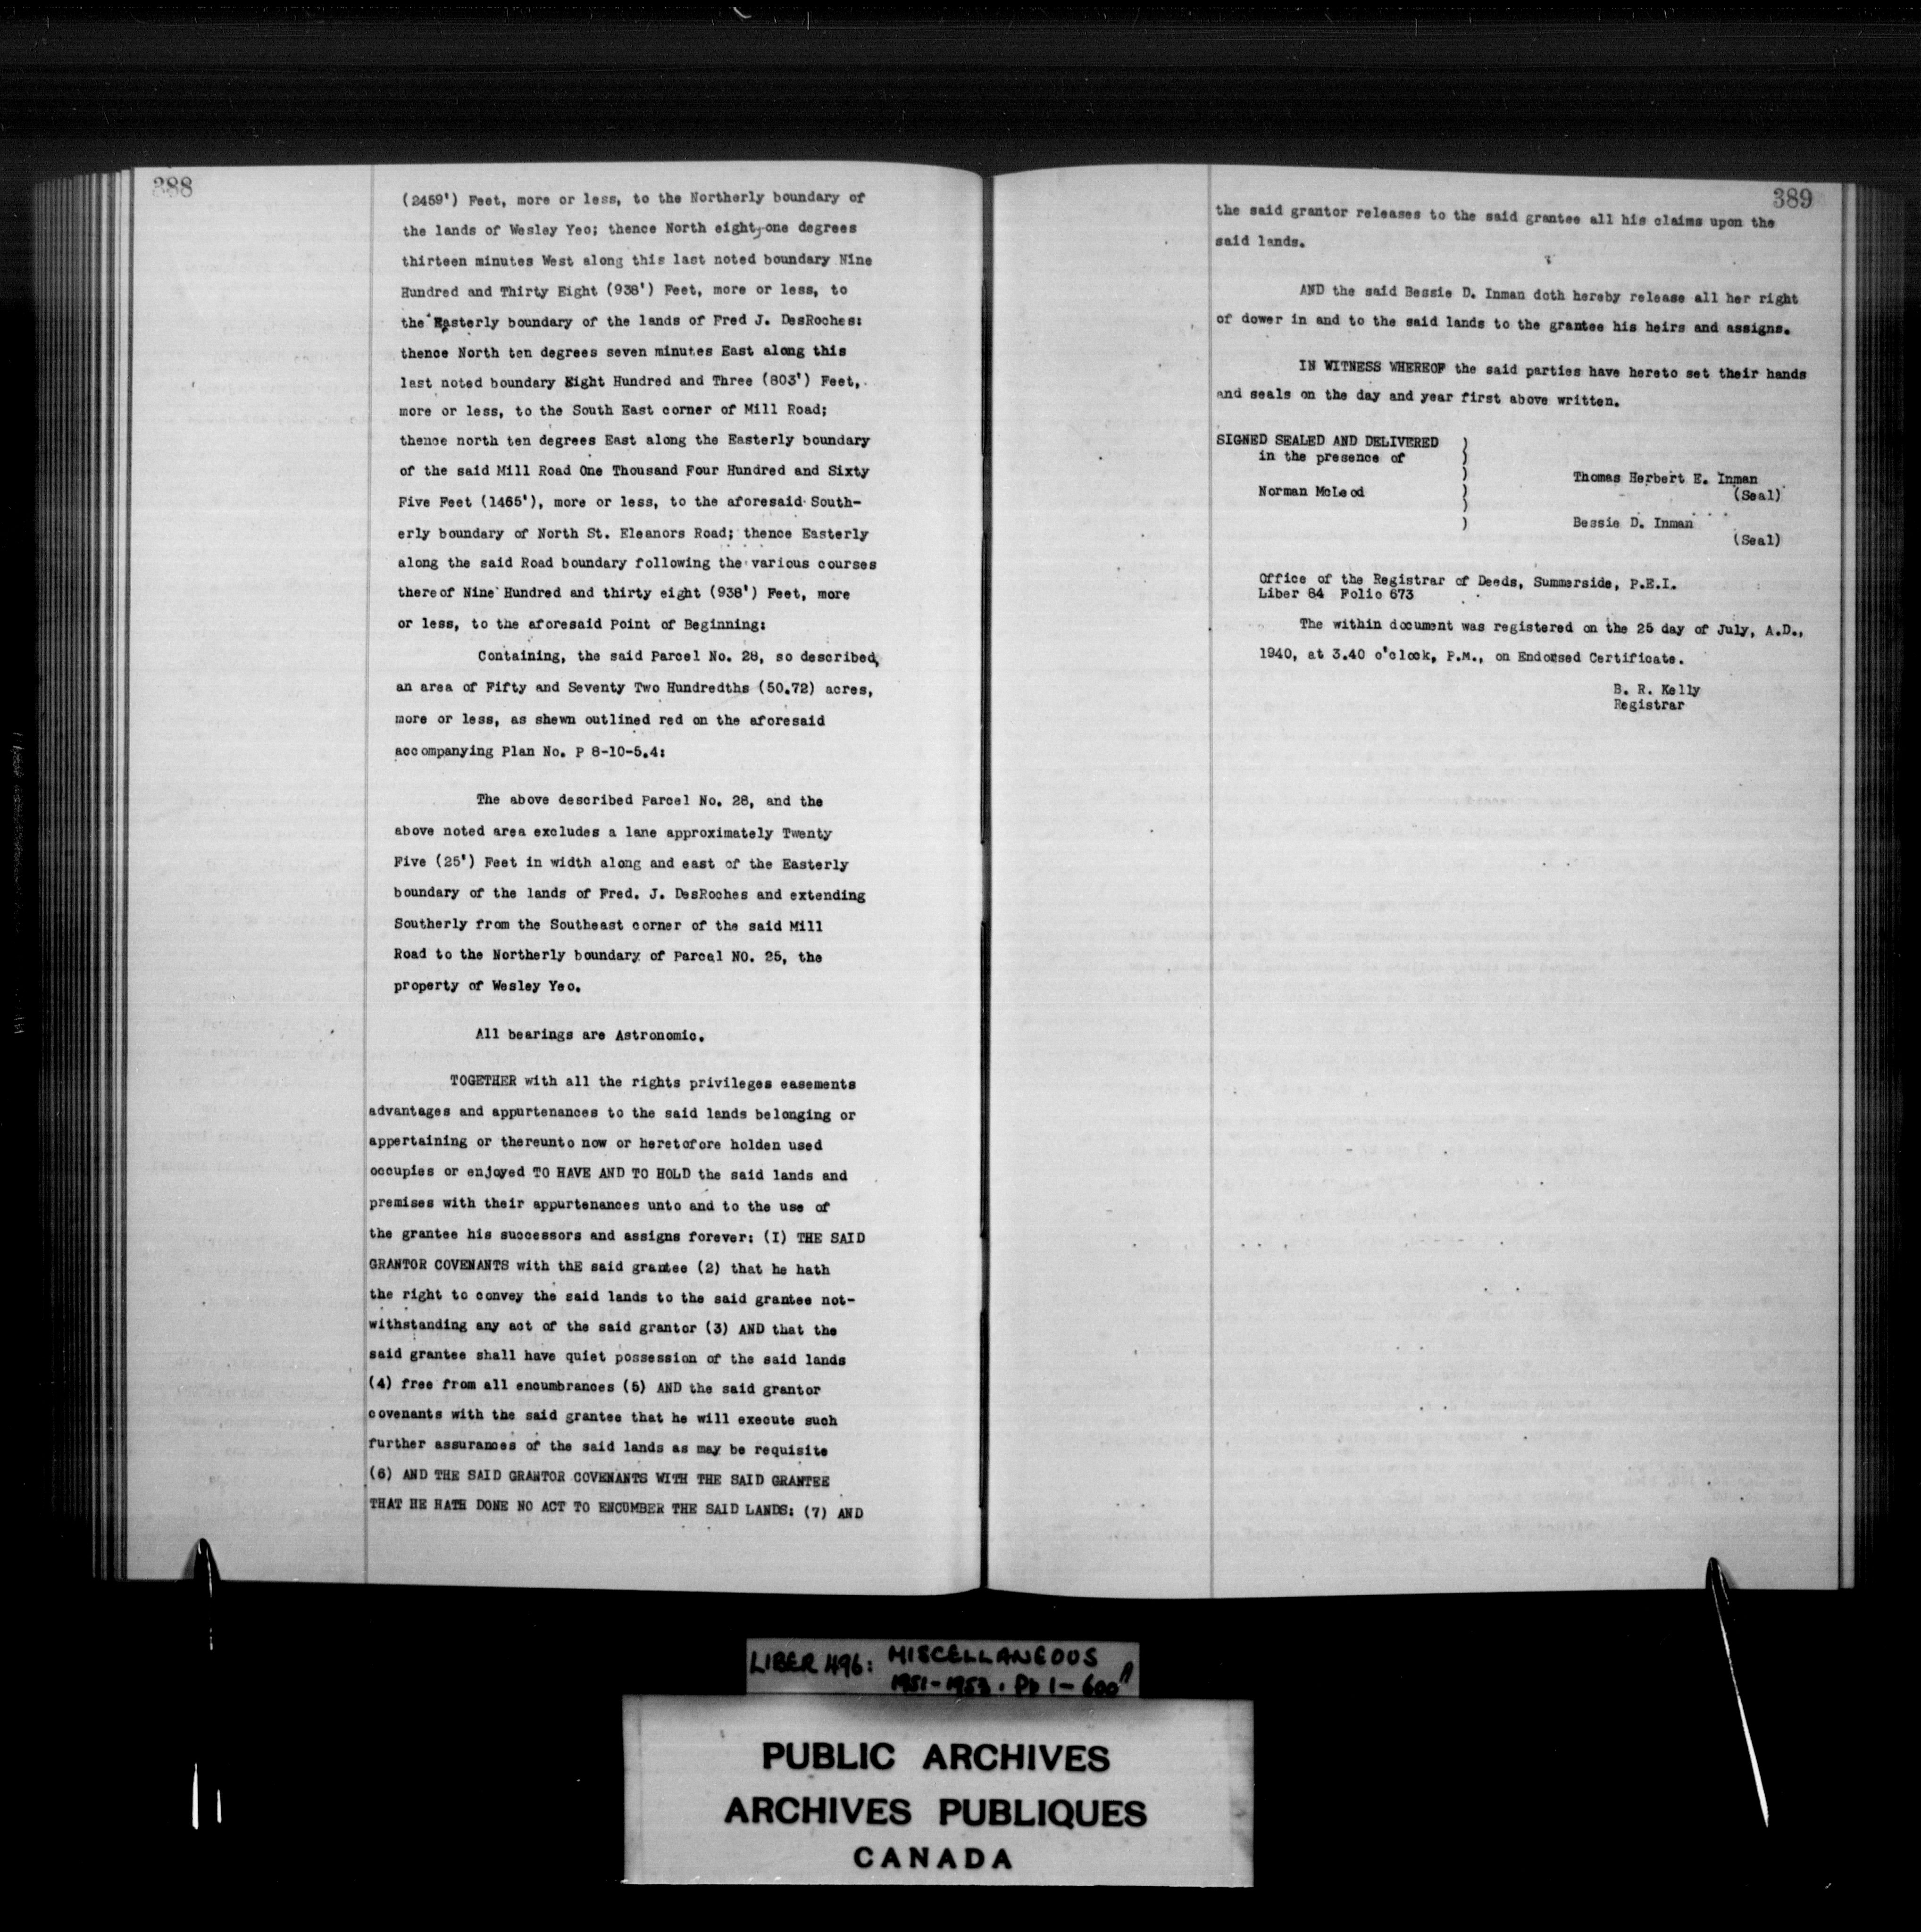 388
(2459') Feet, more or less, to the Northerly boundary of
the lands of Wesley Yeo; thence North eighty-one degrees
thirteen minutes West along this last noted boundary Nine
Hundred and Thirty Eight (938') Feet, more or less, to
the Easterly boundary of the lands of Fred J. DesRoches:
thence North ten degrees seven minutes East along this
last noted boundary Eight Hundred and Three (803') Feet,
more or less, to the South East corner of Mill Road;
thence north ten degrees East along the Easterly boundary
of the said Mill Road One Thousand Four Hundred and Sixty
Five Feet (1465'), more or less, to the aforesaid South-
erly boundary of North St. Eleanors Road; thence Easterly
along the said Road boundary following the various courses
thereof Nine Hundred and thirty eight (938') Feet, more
or less, to the aforesaid Point of Beginning:
Containing, the said Parcel No. 28, so described,
an area of Fifty and Seventy Two Hundredths (50.72) acres,
more or less, as shewn outlined red on the aforesaid
accompanying Plan No. P 8-10-5.4:
The above described Parcel No. 28, and the
above noted area excludes a lane approximately Twenty
Five (25') Feet in width along and east of the Easterly
boundary of the lands of Fred. J. DesRoches and extending
Southerly from the Southeast corner of the said Mill
Road to the Northerly boundary of Parcel NO. 25, the
property of Wesley Yeo.
All bearings are Astronomic.
TOGETHER with all the rights privileges easements
advantages and appurtenances to the said lands belonging or
appertaining or thereunto now or heretofore holden used
occupies or enjoyed TO HAVE AND TO HOLD the said lands and
premises with their appurtenances unto and to the use of
the grantee his successors and assigns forever: (I) THE SAID
GRANTOR COVENANTS with thE said grantee (2) that he hath
the right to convey the said lands to the said grantee not-
withstanding any act of the said grantor (3) AND that the
said grantee shall have quiet possession of the said lands
(4) free from all encumbrances (5) AND the said grantor
covenants with the said grantee that he will execute such
further assurances of the said lands as may be requisite
(6) AND THE SAID GRANTOR COVENANTS WITH THE SAID GRANTEE
THAT HE HATH DONE NO ACT TO ENCUMBER THE SAID LANDS: (7) AND
389
the said grantor releases to the said grantee all his claims upon the
said lands.
AND the said Bessie D. Inman doth hereby release all her right
of dower in and to the said lands to the grantee his heirs and assigns.
IN WITNESS WHEREOF the said parties have hereto set their hands
and seals on the day and year first above written.
SIGNED SEALED AND DELIVERED )
in the presence of )
) Thomas Herbert E. Inman
Norman McLeod ) (Seal)
)
) Bessie D. Inman
(Seal)
Office of the Registrar of Deeds, Summerside, P.E.I.
Liber 84 Folio 673
The within document was registered on the 25 day of July, A.D.,
1940, at 3.40 o'clock, P.M., on Endorsed Certificate.
B. R. Kelly
Registrar
LIBER 496: MISCELLANEOUS
1951-1953. Pp 1-600A
PUBLIC ARCHIVES
ARCHIVES PUBLIQUES
CANADA